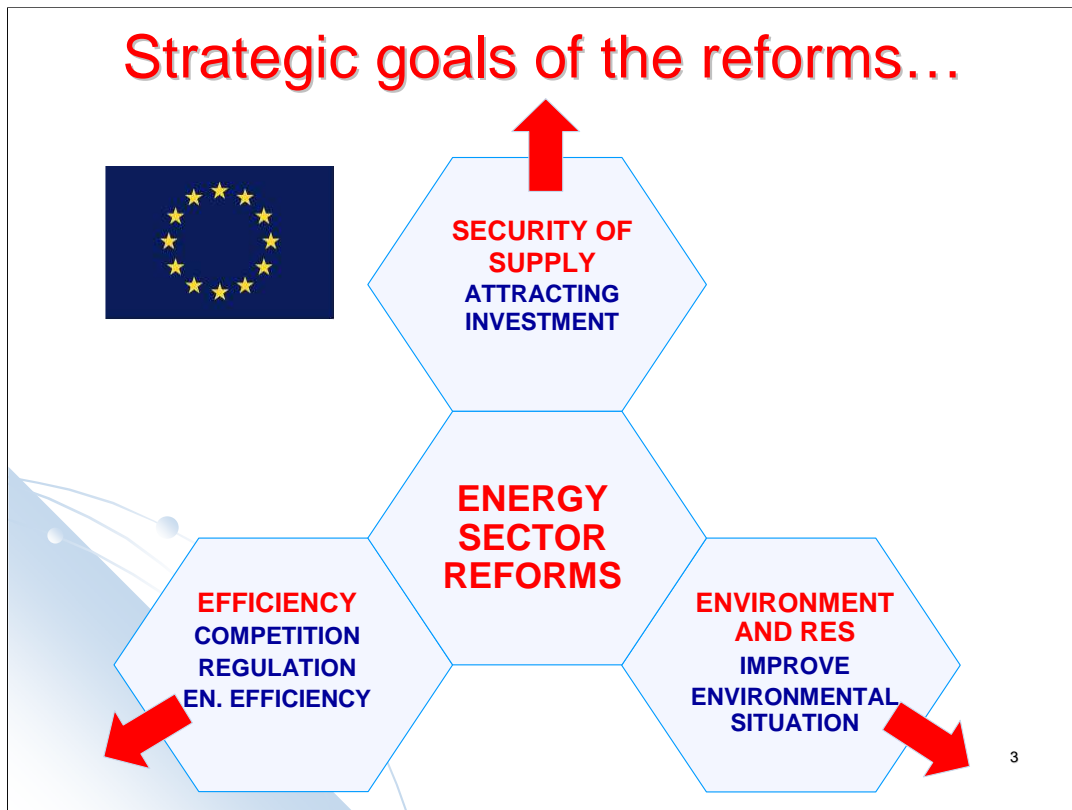 Strategic goals of the reforms…
SECURITY OF
SUPPLY
ATTRACTING
INVESTMENT
ENERGY
SECTOR
REFORMS
EFFICIENCY
COMPETITION
REGULATION
EN. EFFICIENCY
ENVIRONMENT
AND RES
IMPROVE
ENVIRONMENTAL
SITUATION
3